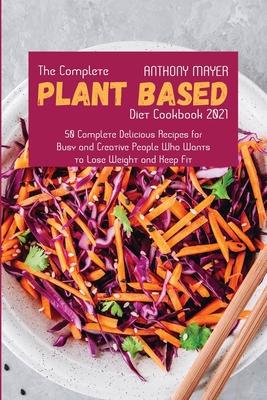 The Complete ANTHONY MAYER
PLANT BASED
Diet Cookbook 2021
50 Complete Delicious Recipes for
Busy and Creative People Who Wants
to Lose Weight and Keep Fit